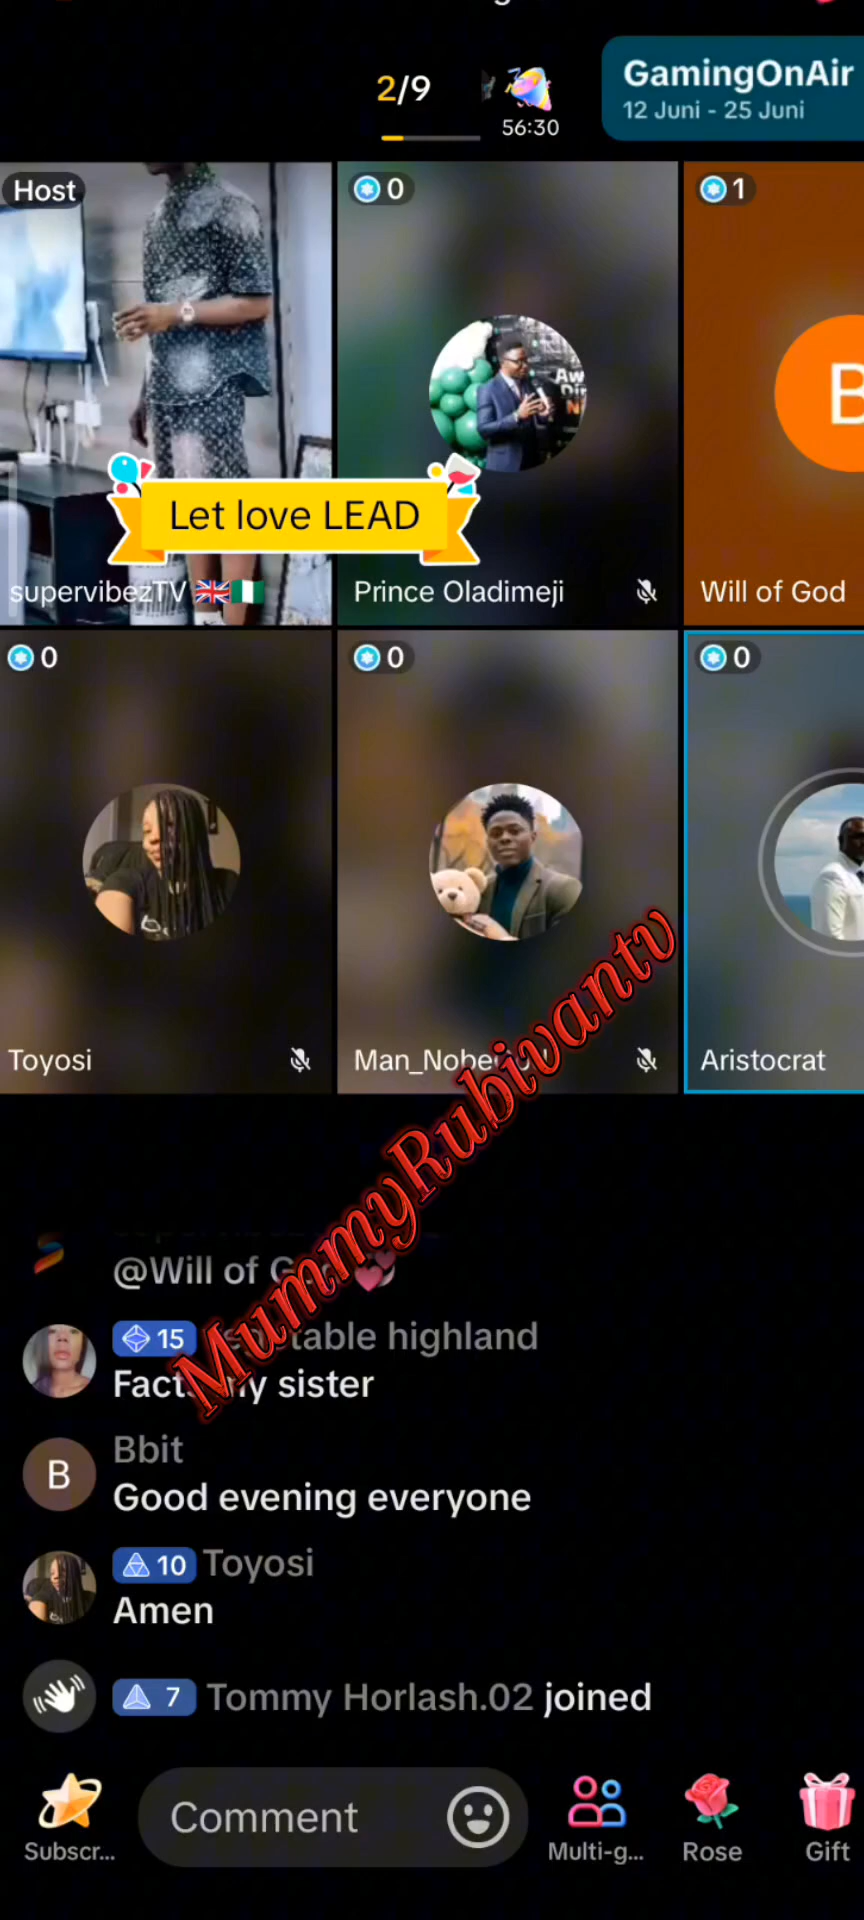 2/9
56:30
GamingOnAir
12 Juni - 25 Juni
Host
0
1
Let love LEAD
B
supervibezTV
Prince Oladimeji
Will of God
0
0
0
Toyosi
Aristocrat
MummyRubivantv
@Will of
15 table highland
my sister
Bbit
B
Good evening everyone
10 Toyosi
Amen
7 Tommy Horlash.02 joined
Comment
Subscr...
Multi-g...
Rose
Gift